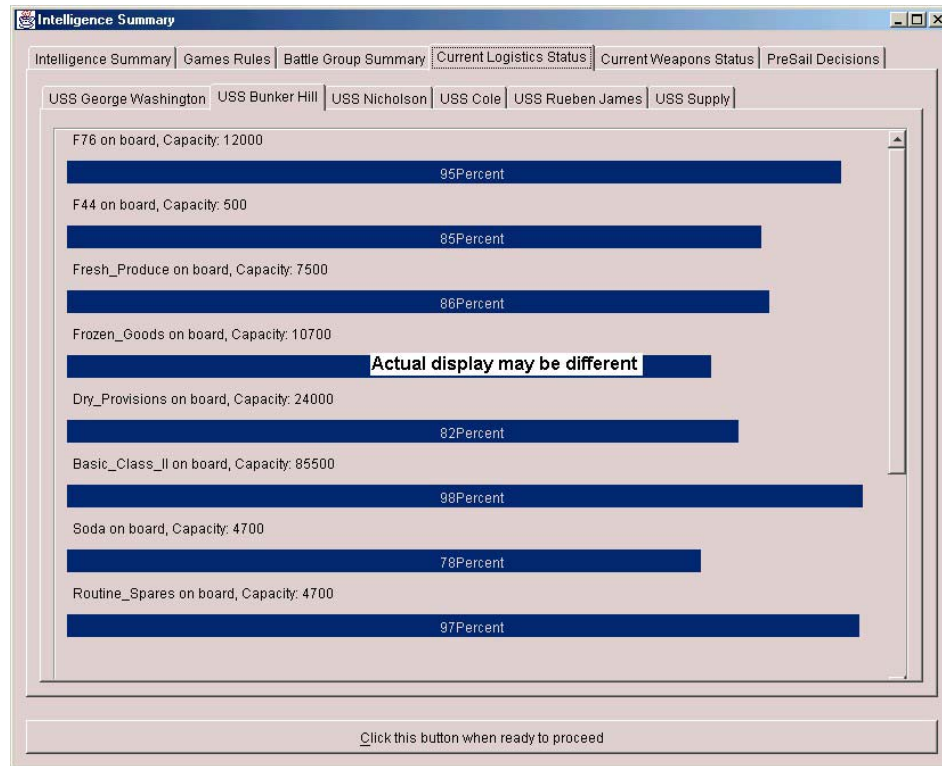 Intelligence Summary
Intelligence Summary Games Rules Battle Group Summary Current Logistics Status Current Weapons Status PreSail Decisions
USS George Washington USS Bunker Hill USS Nicholson USS Cole USS Rueben James USS Supply
F76 on board, Capacity: 12000
95Percent
F44 on board, Capacity: 500
85Percent
Fresh_Produce on board, Capacity: 7500
86Percent
Frozen_Goods on board, Capacity: 10700
Actual display may be different
Dry_Provisions on board, Capacity: 24000
82Percent
Basic_Class_II on board, Capacity: 85500
98Percent
Soda on board, Capacity: 4700
78Percent
Routine_Spares on board, Capacity: 4700
97Percent
Click this button when ready to proceed